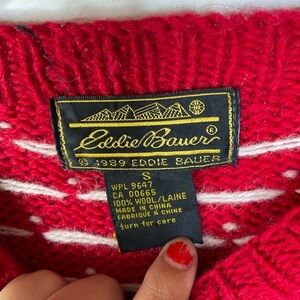 Eddie Bauer ®
© 1989 EDDIE BAUER
S
WPL 9647
CA 00665
100% WOOL/LAINE
MADE IN CHINA
FABRIQUÉ A CHINE
turn for care